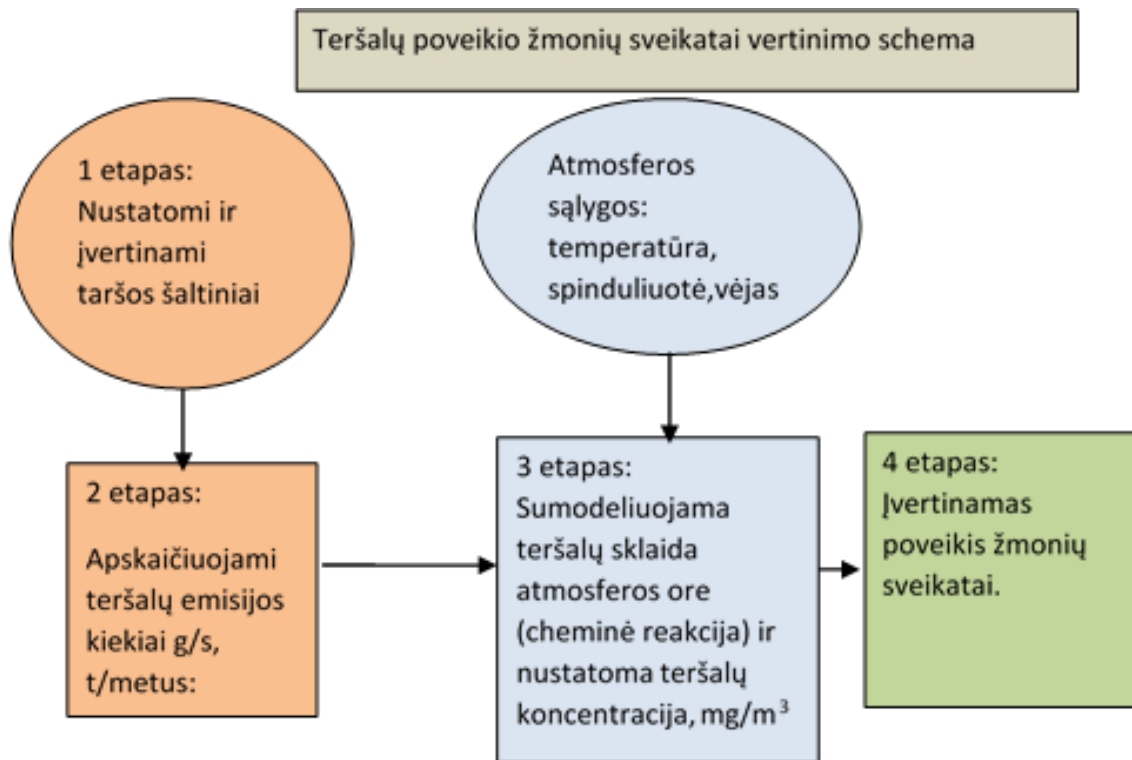 Teršalų poveikio žmonių sveikatai vertinimo schema
1 etapas:
Nustatomi ir
įvertinami
taršos šaltiniai
Atmosferos
sąlygos:
temperatūra,
spinduliuotė,vėjas
2 etapas:
Apskaičiuojami
teršalų emisijos
kiekiai g/s,
t/metus:
3 etapas:
Sumodeliuojama
teršalų sklaida
atmosferos ore
(cheminė reakcija) ir
nustatoma teršalų
koncentracija, mg/m³
4 etapas:
Įvertinamas
poveikis žmonių
sveikatai.